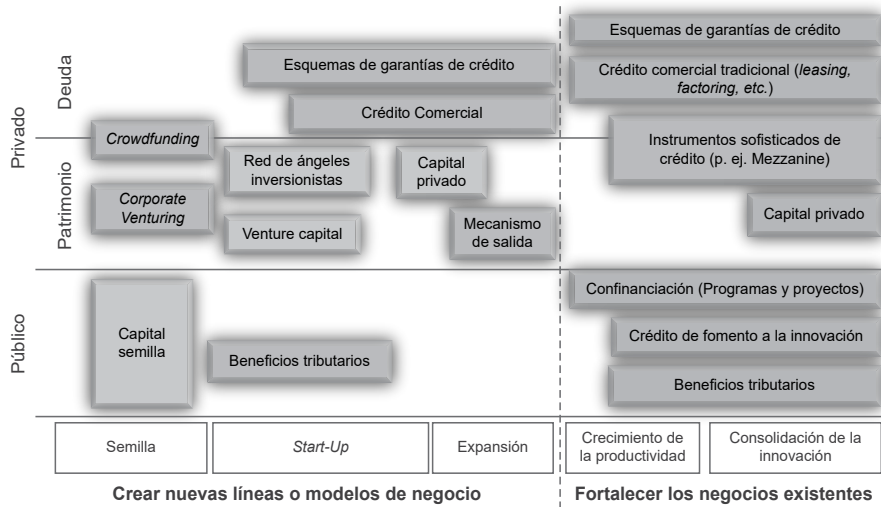 Privado
Deuda
Esquemas de garantías de crédito
Crédito Comercial
Esquemas de garantías de crédito
Crédito comercial tradicional (leasing,
factoring, etc.)
Patrimonio
Crowdfunding
Corporate
Venturing
Red de ángeles
inversionistas
Venture capital
Capital
privado
Mecanismo
de salida
Instrumentos sofisticados de
crédito (p. ej. Mezzanine)
Capital privado
Público
Capital
semilla
Beneficios tributarios
Confinanciación (Programas y proyectos)
Crédito de fomento a la innovación
Beneficios tributarios
Semilla
Start-Up
Expansión
Crecimiento de
la productividad
Consolidación de la
innovación
Crear nuevas líneas o modelos de negocio
Fortalecer los negocios existentes